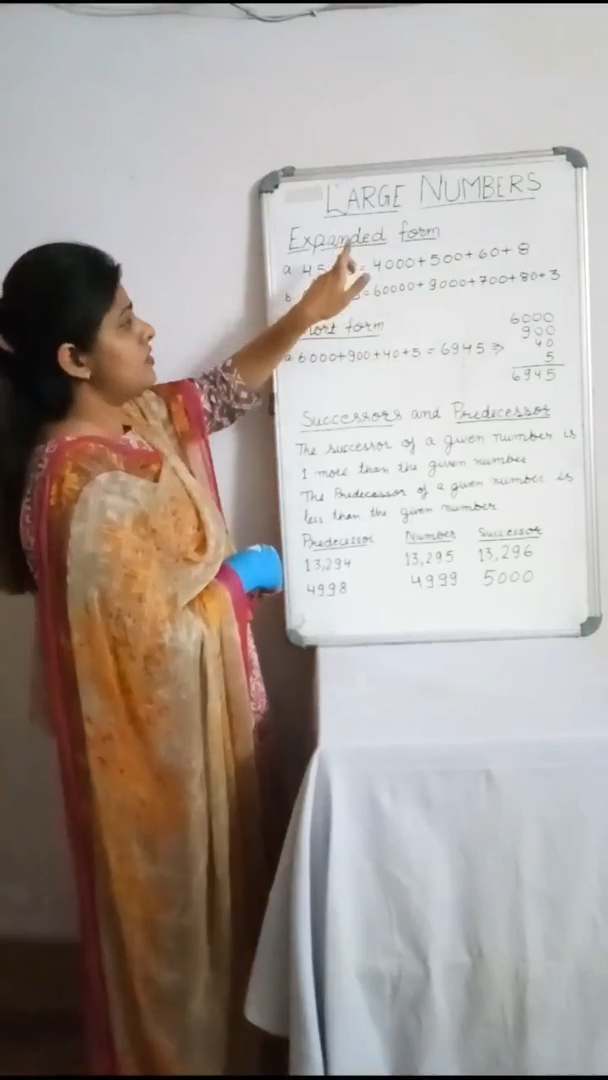 LARGE NUMBERS
Expanded form
a. = 4000+500+60+8
= 60000+9000+700+80+3
form
a. 6000+900+40+5 = 6945 ⇒
6000
900
40
5
6945
Successors and Predecessor
The successor of a given number is
1 more than the given number
The Predecessor of a given number is
less than the given number
Predecessor Number Successor
13,294 13,295 13,296
4998 4999 5000